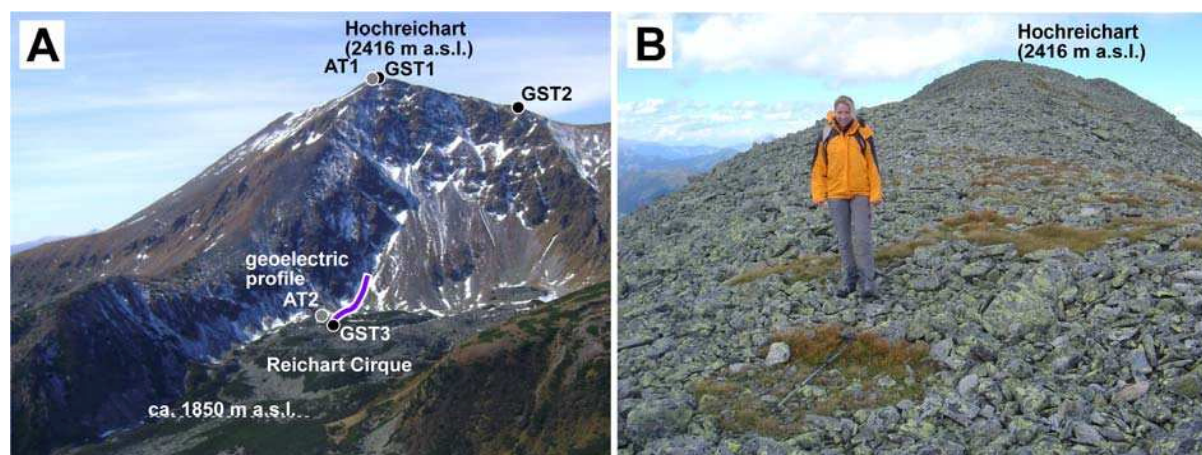 A
Hochreichart
(2416 m a.s.l.)
AT1
GST1
GST2
geoelectric
profile
AT2
GST3
Reichart Cirque
ca. 1850 m a.s.l.
B
Hochreichart
(2416 m a.s.l.)